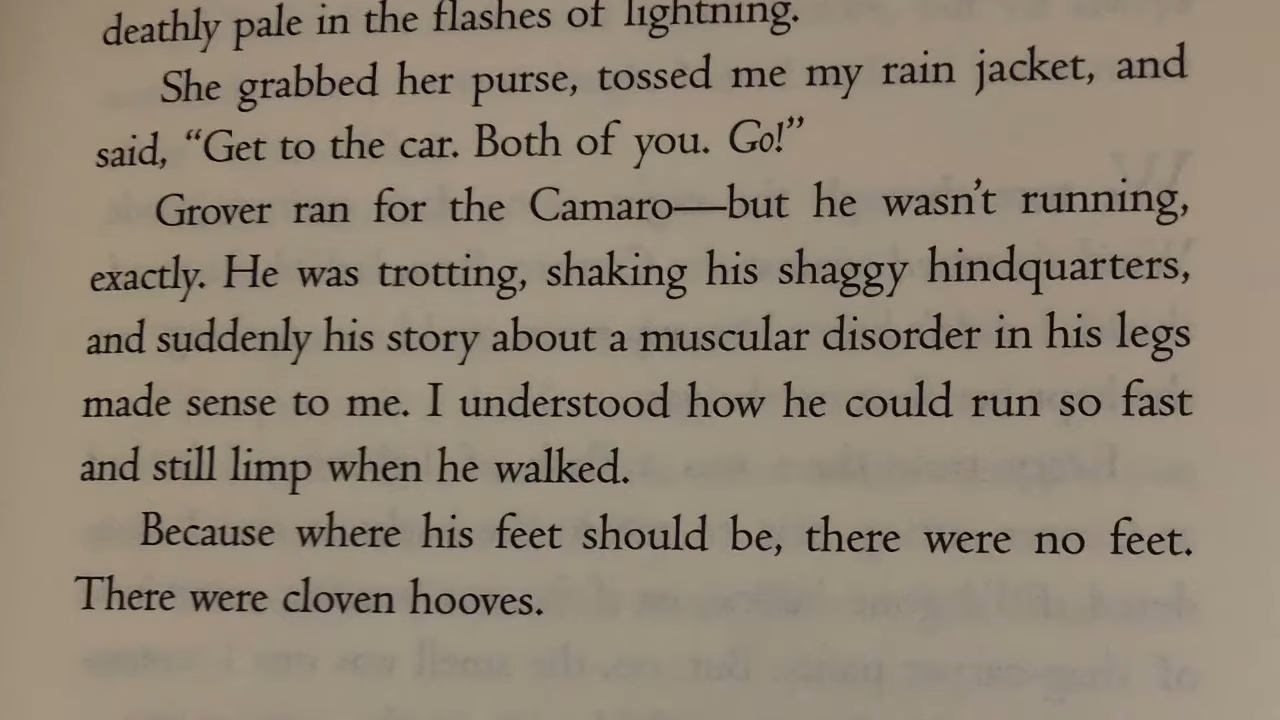 deathly pale in the flashes of lightning.
She grabbed her purse, tossed me my rain jacket, and
said, “Get to the car. Both of you. Go!”
Grover ran for the Camaro—but he wasn’t running,
exactly. He was trotting, shaking his shaggy hindquarters,
and suddenly his story about a muscular disorder in his legs
made sense to me. I understood how he could run so fast
and still limp when he walked.
Because where his feet should be, there were no feet.
There were cloven hooves.